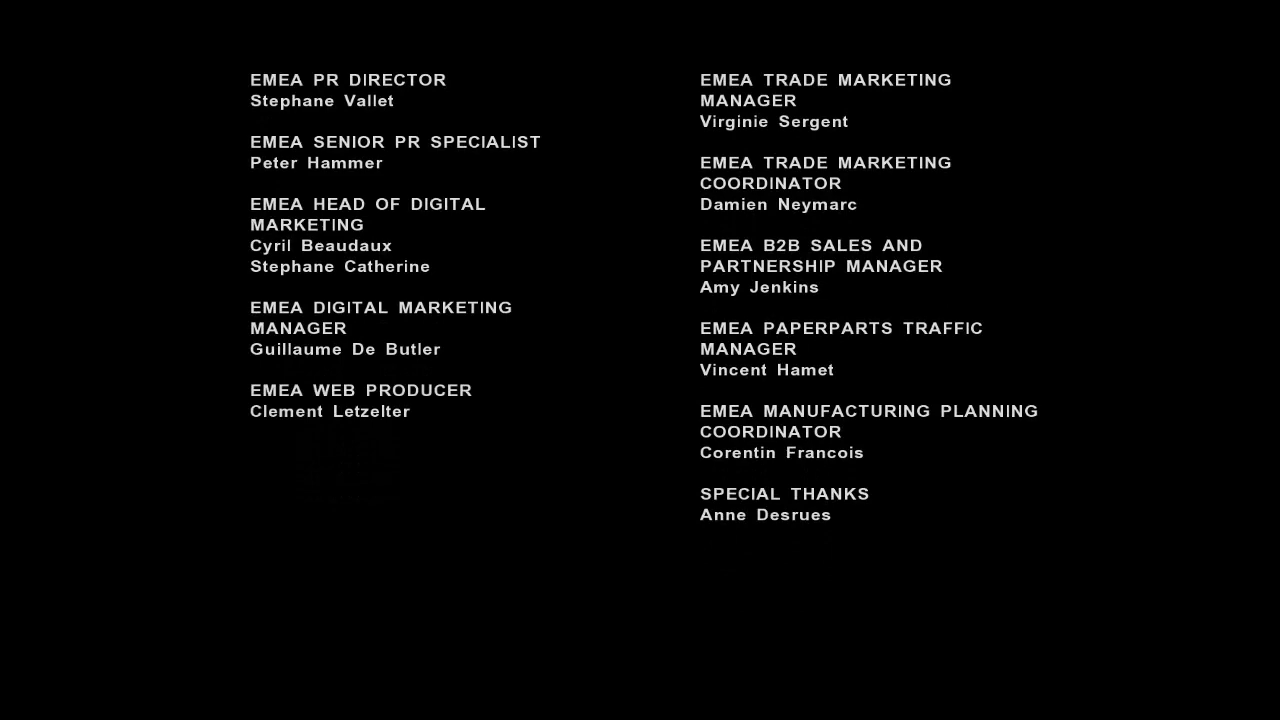 EMEA PR DIRECTOR
Stephane Vallet
EMEA SENIOR PR SPECIALIST
Peter Hammer
EMEA HEAD OF DIGITAL
MARKETING
Cyril Beaudaux
Stephane Catherine
EMEA DIGITAL MARKETING
MANAGER
Guillaume De Butler
EMEA WEB PRODUCER
Clement Letzelter
EMEA TRADE MARKETING
MANAGER
Virginie Sergent
EMEA TRADE MARKETING
COORDINATOR
Damien Neymarc
EMEA B2B SALES AND
PARTNERSHIP MANAGER
Amy Jenkins
EMEA PAPERPARTS TRAFFIC
MANAGER
Vincent Hamet
EMEA MANUFACTURING PLANNING
COORDINATOR
Corentin Francois
SPECIAL THANKS
Anne Desrues